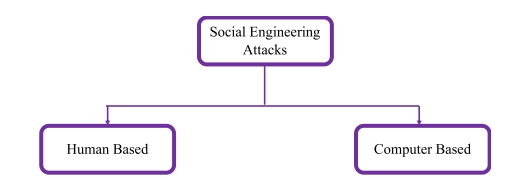 Social Engineering
Attacks
Human Based
Computer Based